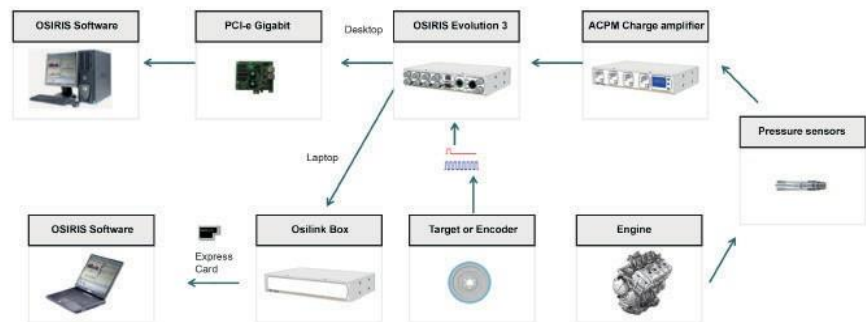 OSIRIS Software
PCI-e Gigabit
Desktop
OSIRIS Evolution 3
ACPM Charge amplifier
Pressure sensors
Laptop
OSIRIS Software
Express
Card
Osilink Box
Target or Encoder
Engine